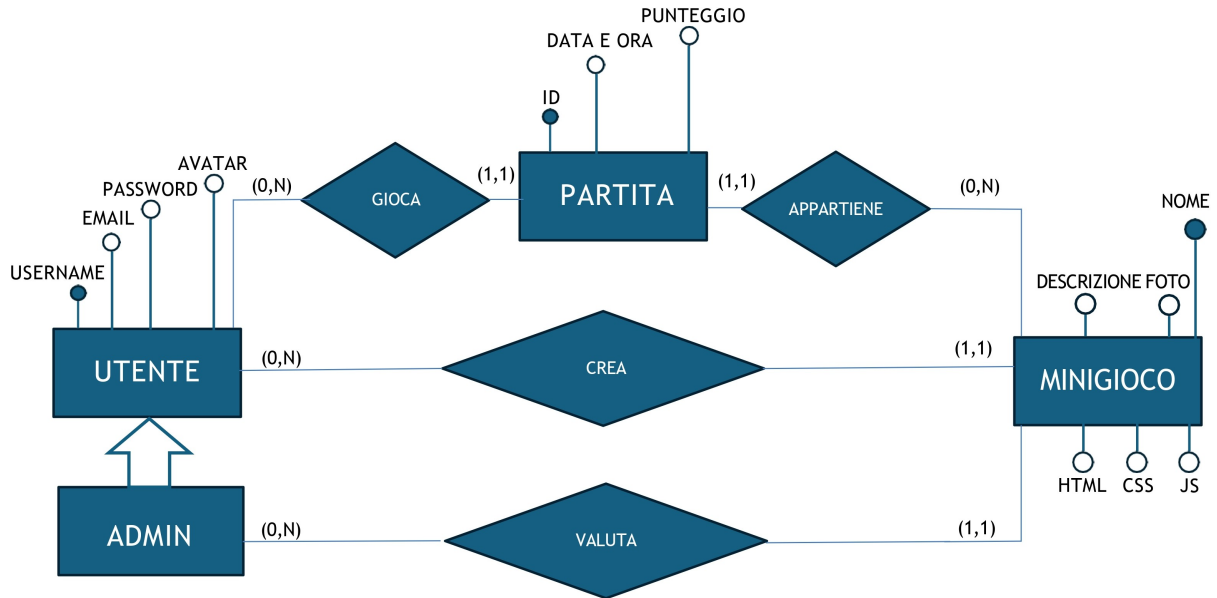 PUNTEGGIO
DATA E ORA
ID
AVATAR
PASSWORD
EMAIL
USERNAME
(0,N)
GIOCA
(1,1)
PARTITA
(1,1)
APPARTIENE
(0,N)
NOME
DESCRIZIONE FOTO
UTENTE
(0,N)
CREA
(1,1)
MINIGIOCO
HTML CSS JS
ADMIN
(0,N)
VALUTA
(1,1)